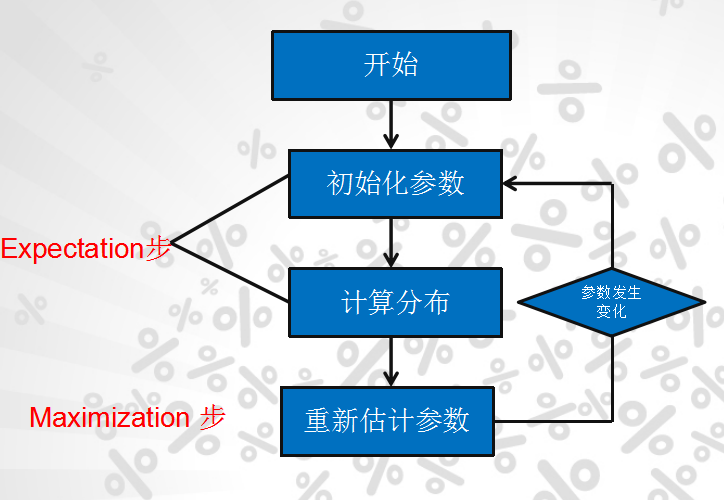 开始
初始化参数
Expectation步
计算分布
参数发生
变化
Maximization 步
重新估计参数